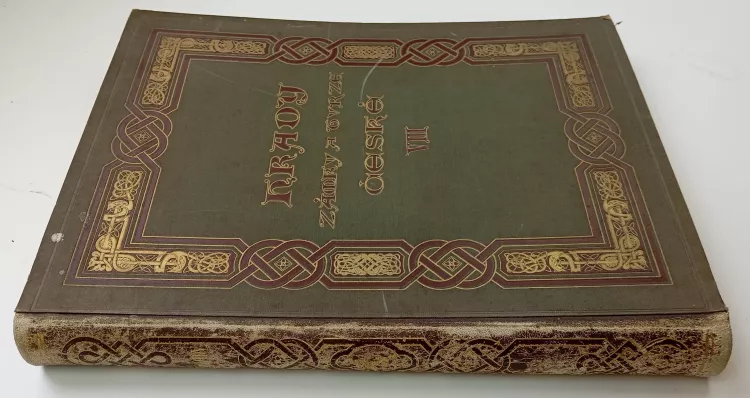 HRADY
ZÁMKY A TVRZE
ČESKÉ
VIII